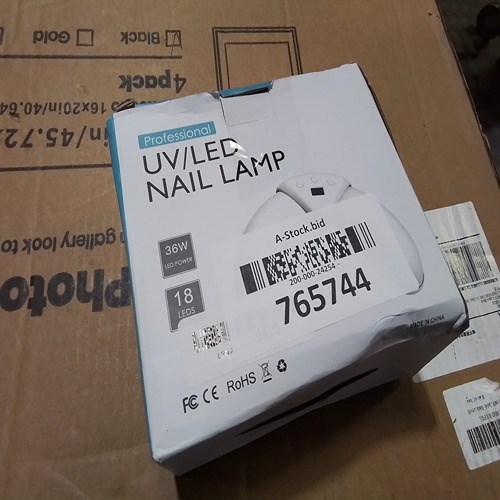 Black
Gold
4pack
16x20in/40.64
in/45.72
gallery look to
Photo
Professional
UV/LED
NAIL LAMP
36W
LED POWER
18
LEDS
A-Stock.bid
200-000-24254
765744
FC CE RoHS
MADE IN CHINA